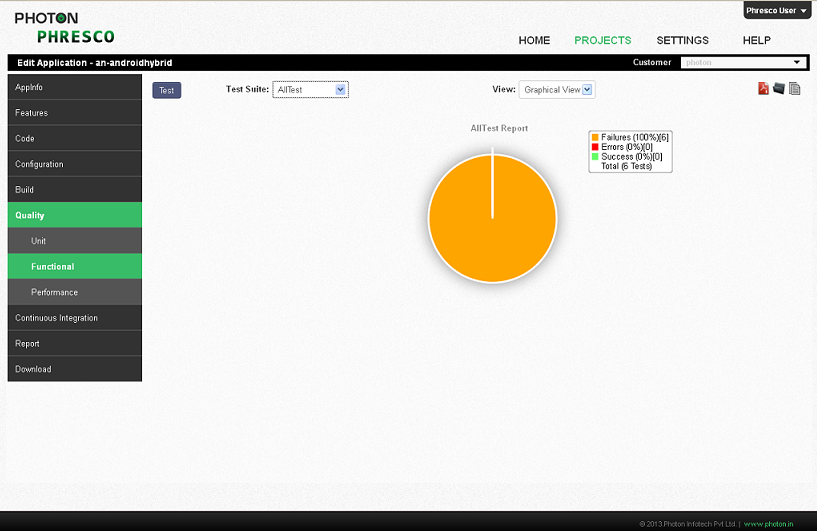 Phresco User
PHOTON
PHRESCO
HOME PROJECTS SETTINGS HELP
Edit Application - an-androidhybrid
Customer photon
AppInfo
Features
Code
Configuration
Build
Quality
Unit
Functional
Performance
Continuous Integration
Report
Download
Test Test Suite: AllTest View: Graphical View
AllTest Report
Failures (100%)[6]
Errors (0%)[0]
Success (0%)[0]
Total (6 Tests)
© 2013.Photon Infotech Pvt Ltd. | www.photon.in